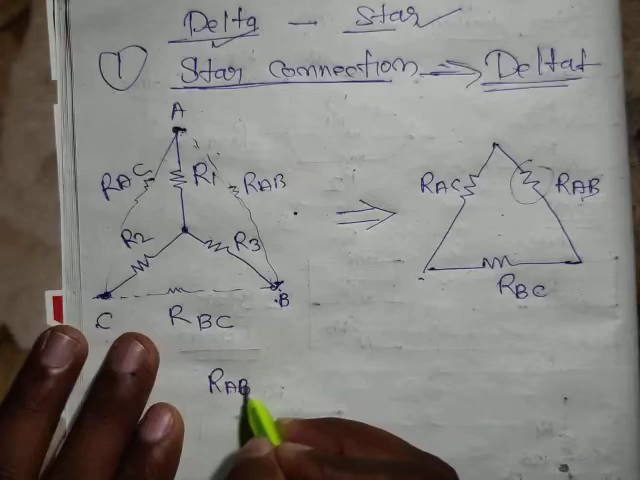 Delta - Star
① Star Connection ⇒ Delta
A
RAC R1 RAB
R2 R3
C RBC B
⇒
RAC RAB
RBC
RAB